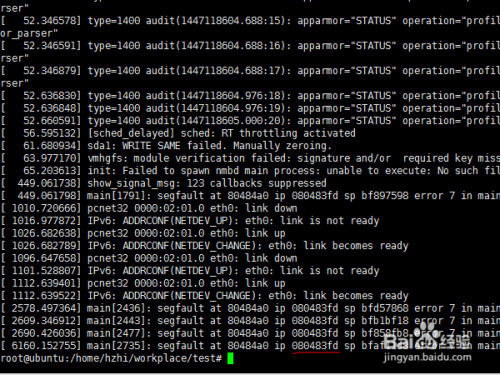 rser"
[   52.346578] type=1400 audit(1447118604.688:15): apparmor="STATUS" operation="profil
or_parser"
[   52.346591] type=1400 audit(1447118604.688:16): apparmor="STATUS" operation="profil
rser"
[   52.346879] type=1400 audit(1447118604.688:17): apparmor="STATUS" operation="profil
rser"
[   52.636830] type=1400 audit(1447118604.976:18): apparmor="STATUS" operation="profil
[   52.636848] type=1400 audit(1447118604.976:19): apparmor="STATUS" operation="profil
[   52.660591] type=1400 audit(1447118605.000:20): apparmor="STATUS" operation="profil
[   56.595132] [sched_delayed] sched: RT throttling activated
[   61.680934] sda1: WRITE SAME failed. Manually zeroing.
[   63.977170] vmhgfs: module verification failed: signature and/or  required key miss
[   65.203613] init: Failed to spawn nmbd main process: unable to execute: No such fil
[  449.061738] show_signal_msg: 123 callbacks suppressed
[  449.061798] main[1791]: segfault at 80484a0 ip 080483fd sp bf897598 error 7 in main
[ 1010.720666] pcnet32 0000:02:01.0 eth0: link down
[ 1016.977872] IPv6: ADDRCONF(NETDEV_UP): eth0: link is not ready
[ 1026.682638] pcnet32 0000:02:01.0 eth0: link up
[ 1026.682789] IPv6: ADDRCONF(NETDEV_CHANGE): eth0: link becomes ready
[ 1096.647658] pcnet32 0000:02:01.0 eth0: link down
[ 1101.528807] IPv6: ADDRCONF(NETDEV_UP): eth0: link is not ready
[ 1112.639401] pcnet32 0000:02:01.0 eth0: link up
[ 1112.639522] IPv6: ADDRCONF(NETDEV_CHANGE): eth0: link becomes ready
[ 2578.497364] main[2436]: segfault at 80484a0 ip 080483fd sp bfd57868 error 7 in main
[ 2609.346912] main[2443]: segfault at 80484a0 ip 080483fd sp bfb1bf18 error 7 in main
[ 2690.426036] main[2477]: segfault at 80484a0 ip 080483fd sp error 7 in main
[ 6160.152755] main[2735]: segfault at 80484a0 ip 080483fd sp
root@ubuntu:/home/hzhi/workplace/test#
Baidu 经验
jingyan.baidu.com